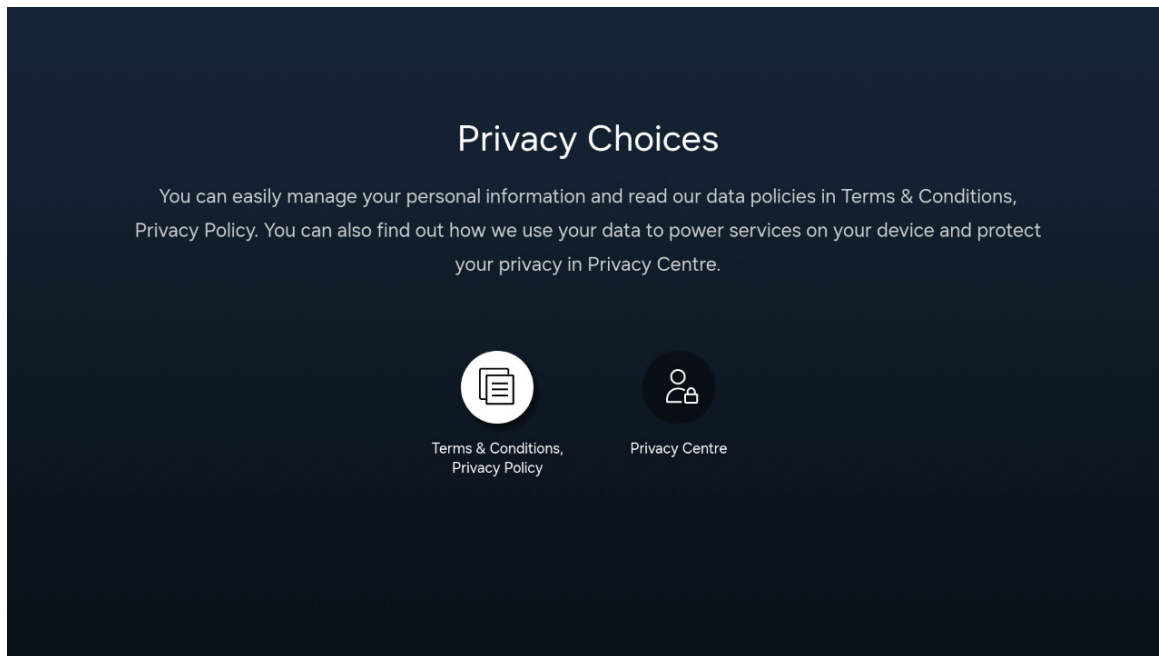 Privacy Choices
You can easily manage your personal information and read our data policies in Terms & Conditions,
Privacy Policy. You can also find out how we use your data to power services on your device and protect
your privacy in Privacy Centre.
Terms & Conditions,
Privacy Policy
Privacy Centre